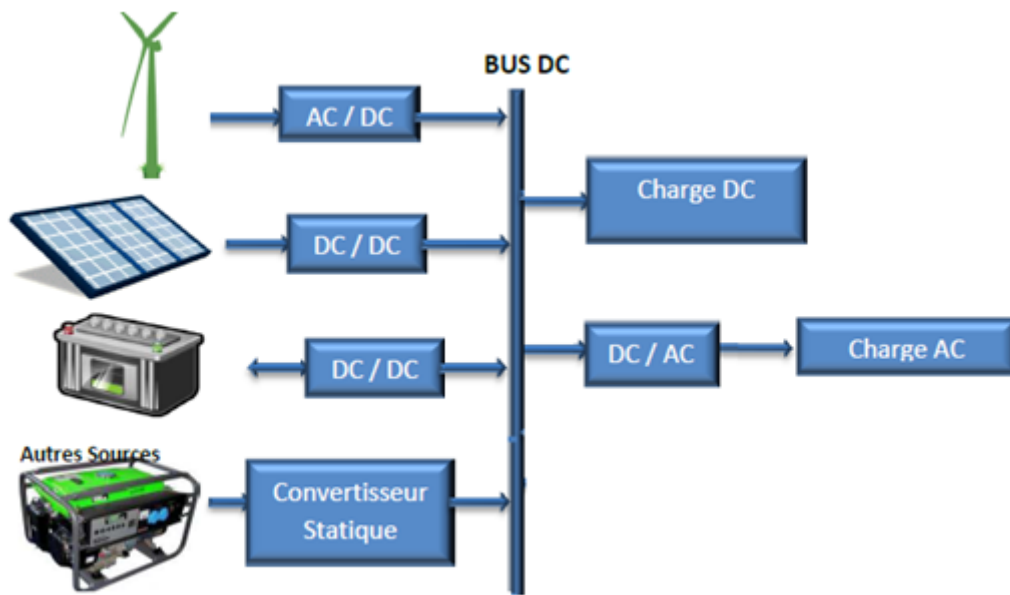 BUS DC
AC / DC
Charge DC
DC / DC
DC / DC
DC / AC
Charge AC
Autres Sources
Convertisseur
Statique